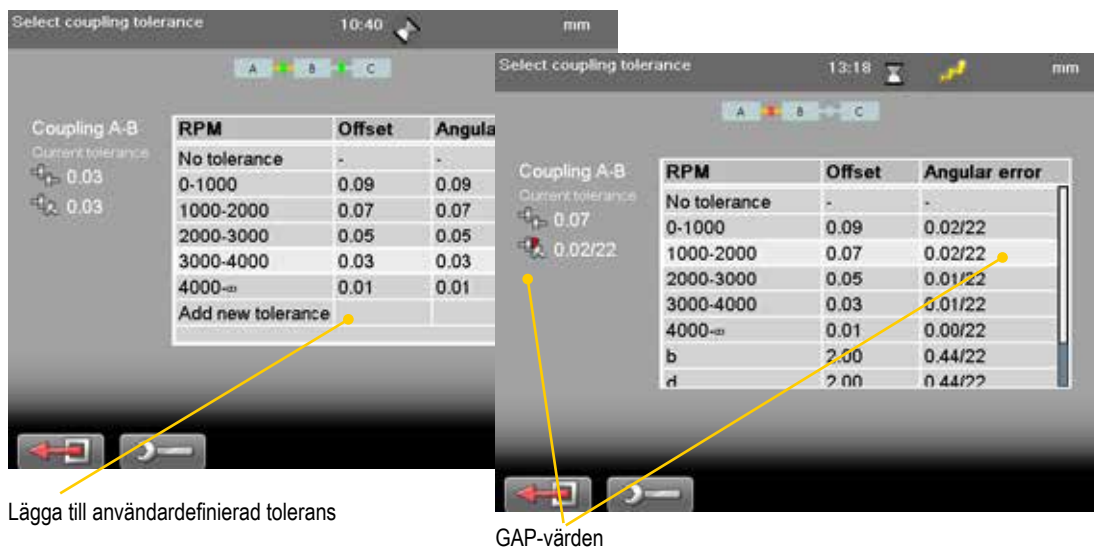 Select coupling tolerance 10:40 mm
A B C
Coupling A-B
Current tolerance
0.03
0.03
RPM Offset Angula
No tolerance - -
0-1000 0.09 0.09
1000-2000 0.07 0.07
2000-3000 0.05 0.05
3000-4000 0.03 0.03
4000-∞ 0.01 0.01
Add new tolerance
Lägga till användardefinierad tolerans
Select coupling tolerance 13:18 mm
A B C
Coupling A-B
Current tolerance
0.07
0.02/22
RPM Offset Angular error
No tolerance - -
0-1000 0.09 0.02/22
1000-2000 0.07 0.02/22
2000-3000 0.05 0.01/22
3000-4000 0.03 0.01/22
4000-∞ 0.01 0.00/22
b 2.00 0.44/22
d 2.00 0.44/22
GAP-värden